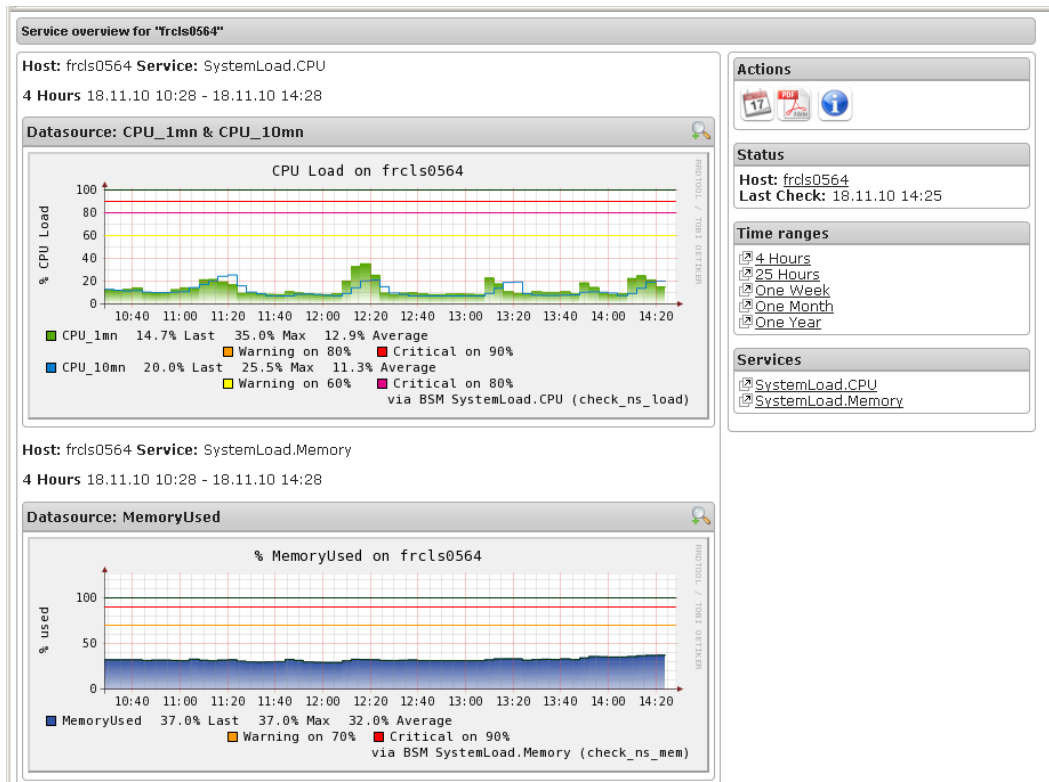 Service overview for "frcls0564"
Host: frcls0564 Service: SystemLoad.CPU
4 Hours 18.11.10 10:28 - 18.11.10 14:28
Datasource: CPU_1mn & CPU_10mn
CPU Load on frcls0564
RRDTOOL / TOBI OETIKER
% CPU Load
100
80
60
40
20
0
10:40 11:00 11:20 11:40 12:00 12:20 12:40 13:00 13:20 13:40 14:00 14:20
CPU_1mn 14.7% Last 35.0% Max 12.9% Average
Warning on 80% Critical on 90%
CPU_10mn 20.0% Last 25.5% Max 11.3% Average
Warning on 60% Critical on 80%
via BSM SystemLoad.CPU (check_ns_load)
Host: frcls0564 Service: SystemLoad.Memory
4 Hours 18.11.10 10:28 - 18.11.10 14:28
Datasource: MemoryUsed
% MemoryUsed on frcls0564
RRDTOOL / TOBI OETIKER
% used
100
50
0
10:40 11:00 11:20 11:40 12:00 12:20 12:40 13:00 13:20 13:40 14:00 14:20
MemoryUsed 37.0% Last 37.0% Max 32.0% Average
Warning on 70% Critical on 90%
via BSM SystemLoad.Memory (check_ns_mem)
Actions
17
PDF
Adobe
Status
Host: frcls0564
Last Check: 18.11.10 14:25
Time ranges
4 Hours
25 Hours
One Week
One Month
One Year
Services
SystemLoad.CPU
SystemLoad.Memory